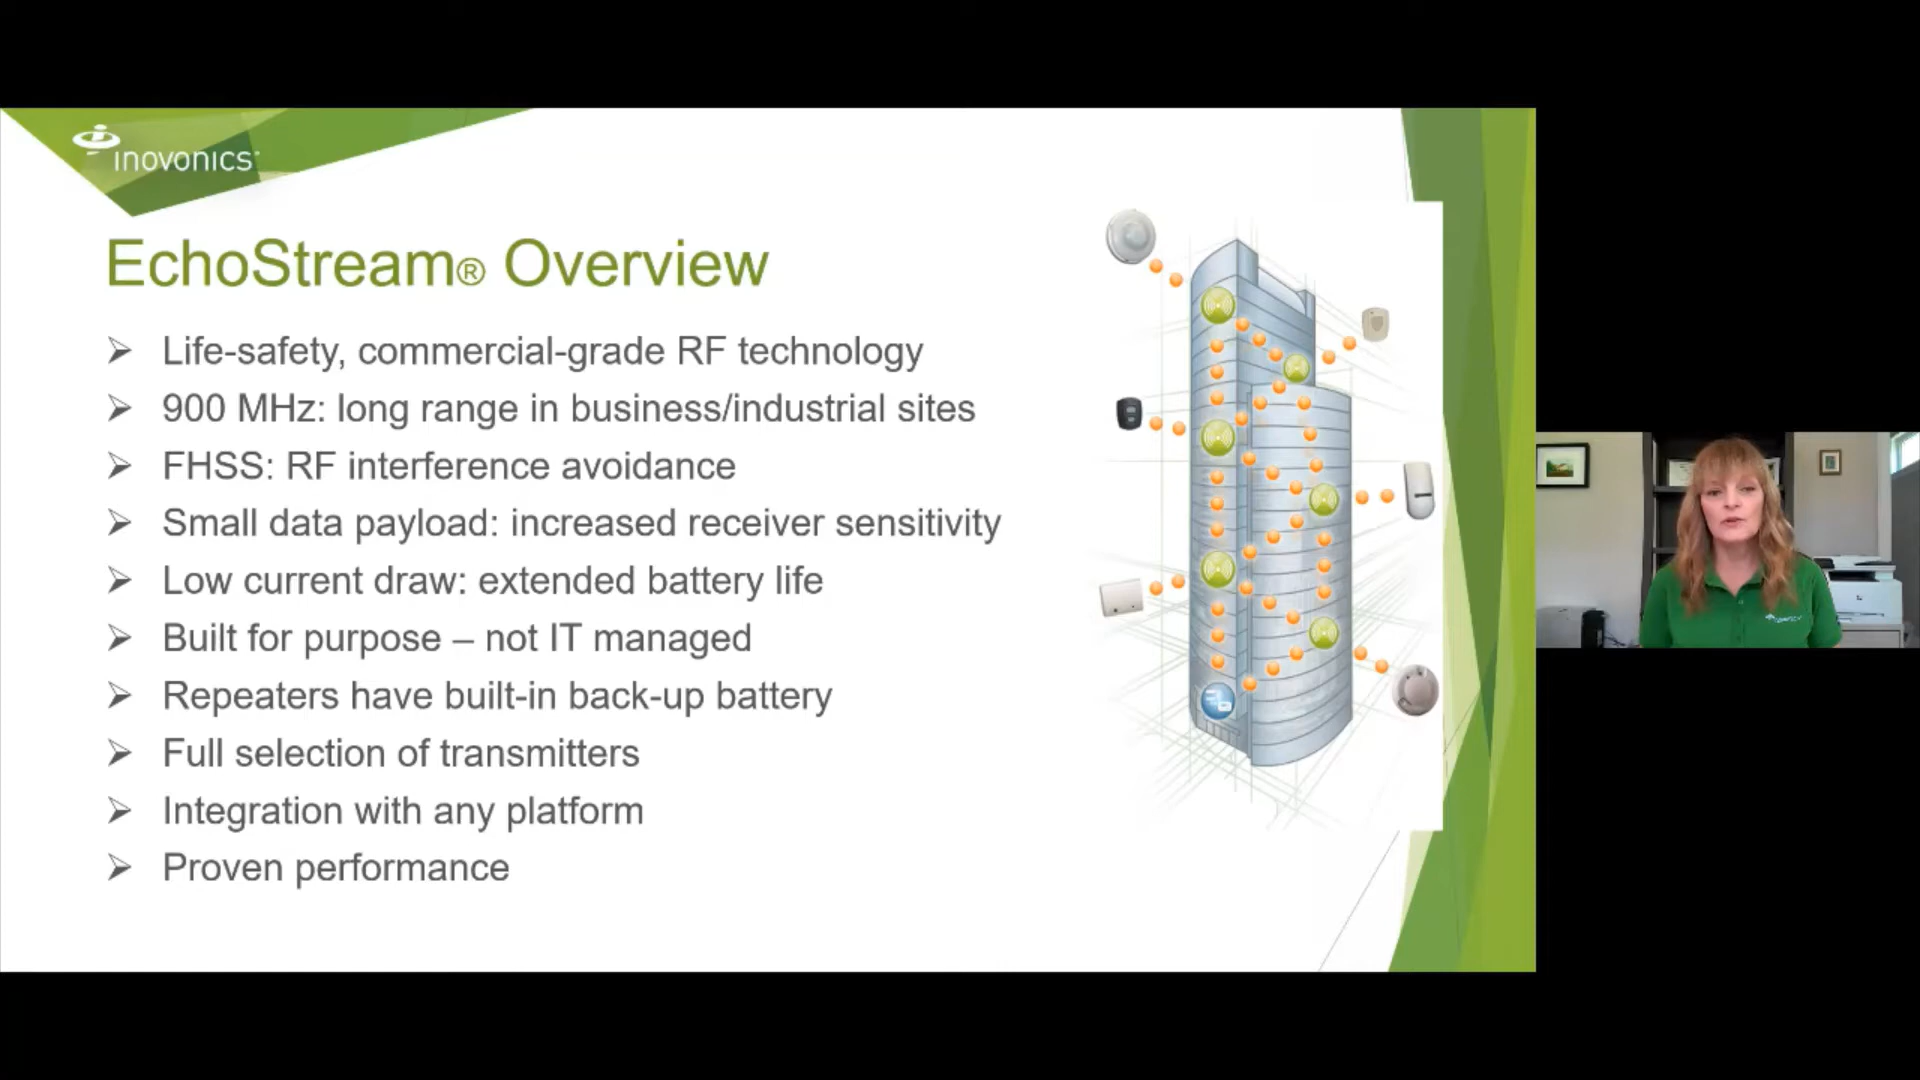 inovonics
EchoStream® Overview
➢ Life-safety, commercial-grade RF technology
➢ 900 MHz: long range in business/industrial sites
➢ FHSS: RF interference avoidance
➢ Small data payload: increased receiver sensitivity
➢ Low current draw: extended battery life
➢ Built for purpose – not IT managed
➢ Repeaters have built-in back-up battery
➢ Full selection of transmitters
➢ Integration with any platform
➢ Proven performance